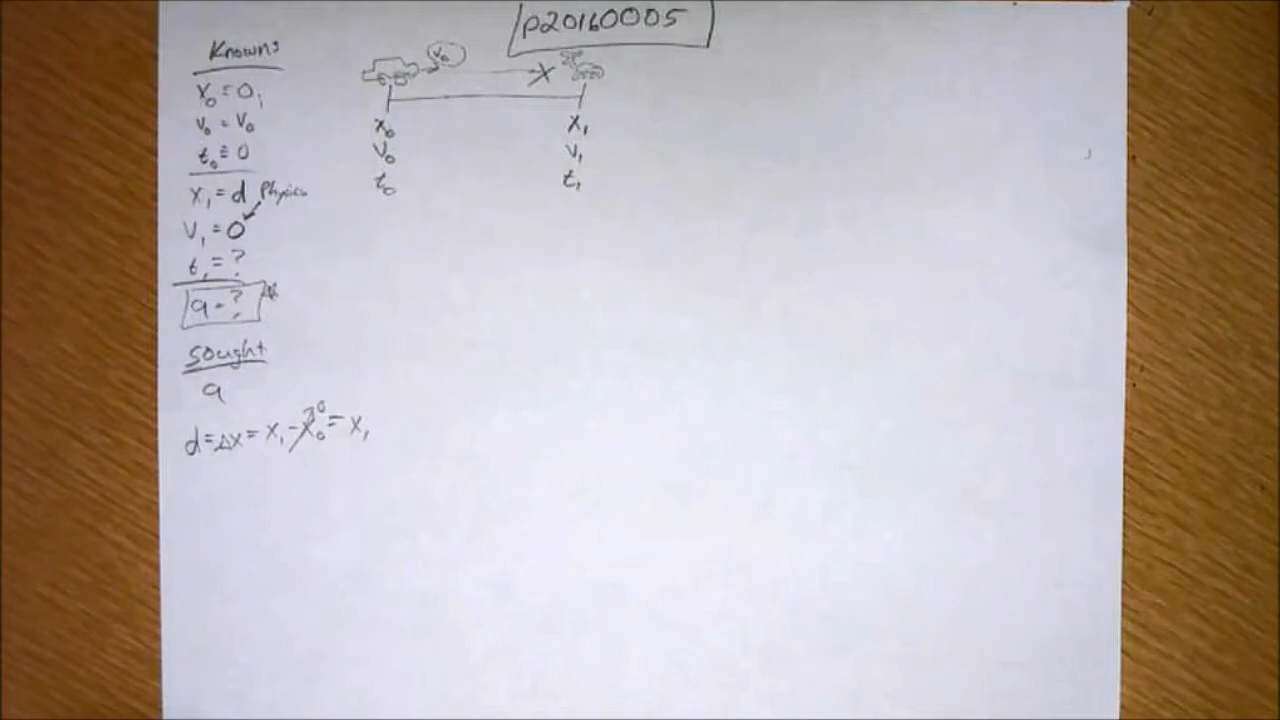 P20160005
Knowns
x₀ = 0
v₀ = v₀
t₀ = 0
x₁ = d Physics
v₁ = 0
t₁ = ?
a = ?
Sought
a
d = Δx = x₁ - x₀ 0 = x₁
v₀
x₀ x₁
v₀ v₁
t₀ t₁